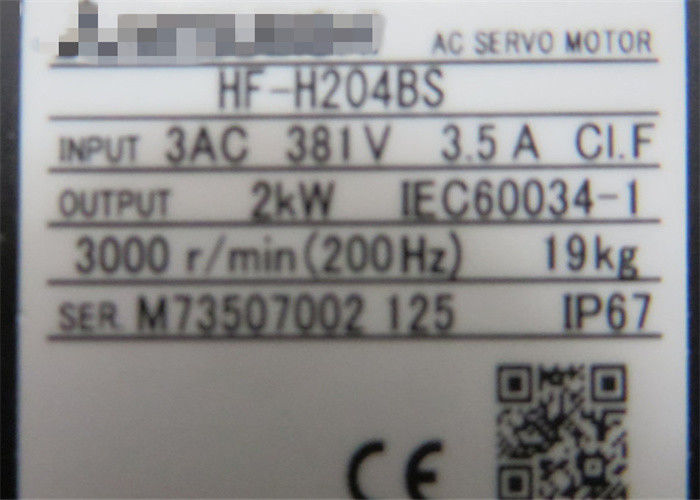 AC SERVO MOTOR
HF-H204BS
INPUT 3AC 381V 3.5A Cl.F
OUTPUT 2kW IEC60034-1
3000 r/min(200Hz) 19kg
SER. M73507002 125 IP67
CE